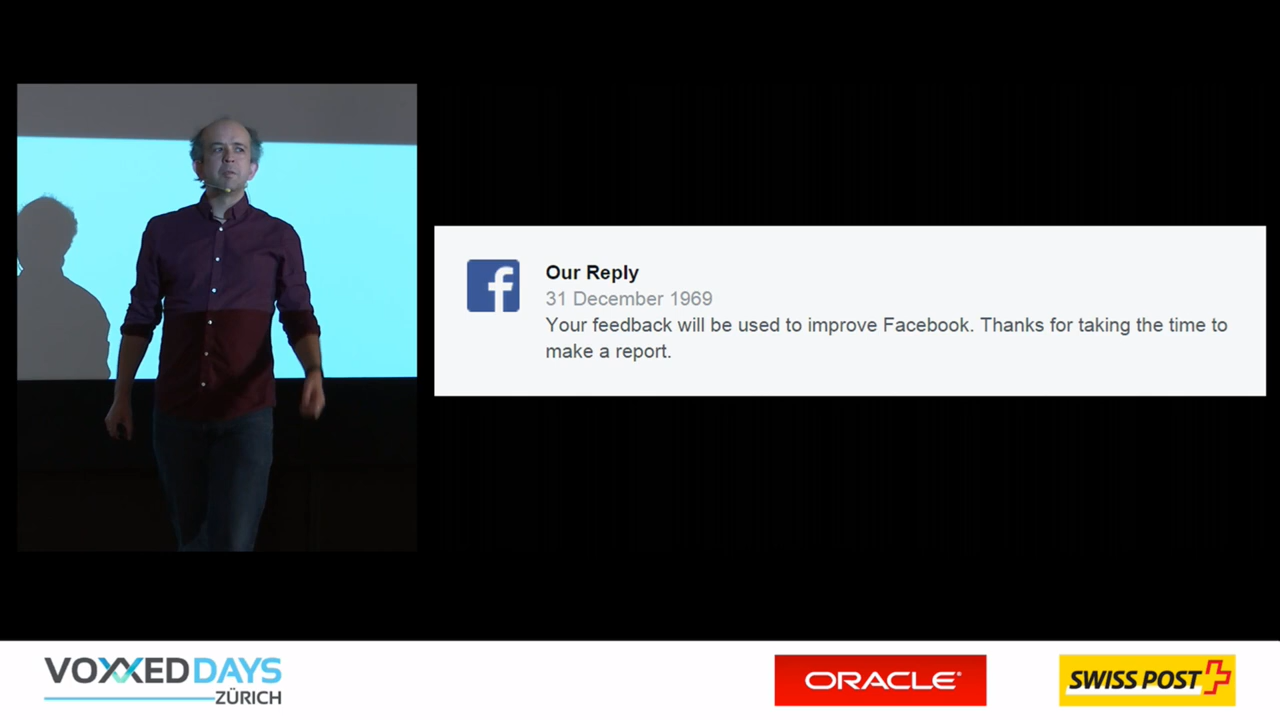 Our Reply
31 December 1969
Your feedback will be used to improve Facebook. Thanks for taking the time to
make a report.
VOXXED DAYS
ZÜRICH
ORACLE®
SWISS POST